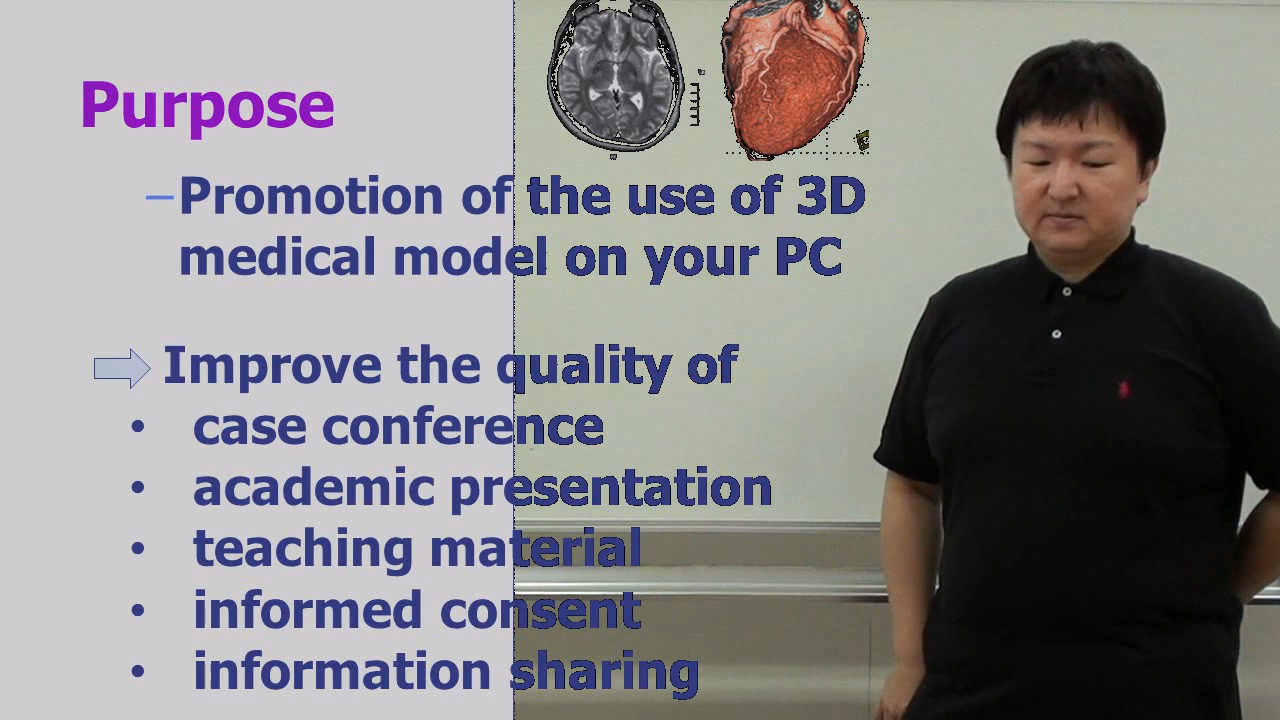 Purpose
–Promotion of the use of 3D
medical model on your PC
Improve the quality of
• case conference
• academic presentation
• teaching material
• informed consent
• information sharing